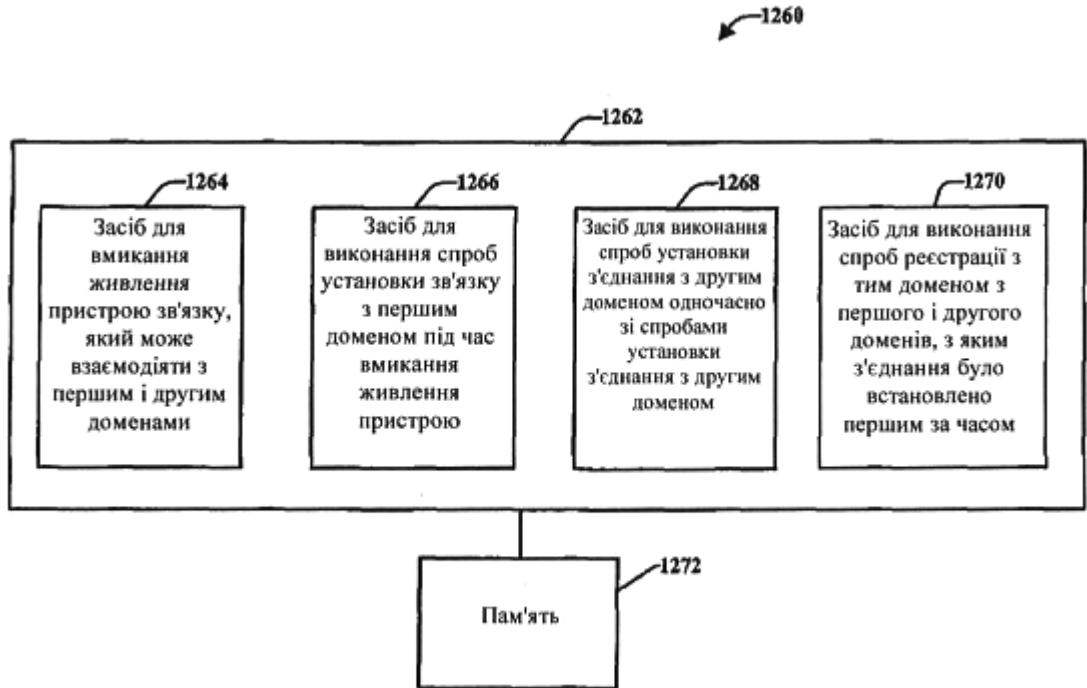 1260
1262
1264
Засіб для
вмикання
живлення
пристрою зв'язку,
який може
взаємодіяти з
першим і другим
доменами
1266
Засіб для
виконання спроб
установки зв'язку
з першим
доменом під час
вмикання
живлення
пристрою
1268
Засіб для виконання
спроб установки
з'єднання з другим
доменом одночасно
зі спробами
установки
з'єднання з другим
доменом
1270
Засіб для виконання
спроб реєстрації з
тим доменом з
першого і другого
доменів, з яким
з'єднання було
встановлено
першим за часом
1272
Пам'ять